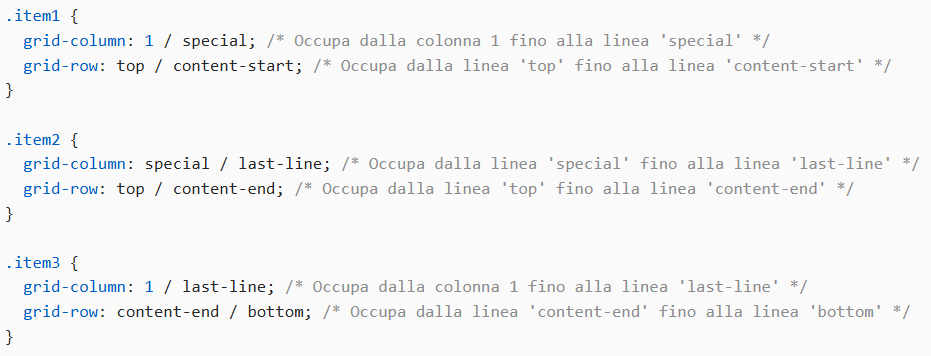 .item1 {
  grid-column: 1 / special; /* Occupa dalla colonna 1 fino alla linea 'special' */
  grid-row: top / content-start; /* Occupa dalla linea 'top' fino alla linea 'content-start' */
}

.item2 {
  grid-column: special / last-line; /* Occupa dalla linea 'special' fino alla linea 'last-line' */
  grid-row: top / content-end; /* Occupa dalla linea 'top' fino alla linea 'content-end' */
}

.item3 {
  grid-column: 1 / last-line; /* Occupa dalla colonna 1 fino alla linea 'last-line' */
  grid-row: content-end / bottom; /* Occupa dalla linea 'content-end' fino alla linea 'bottom' */
}